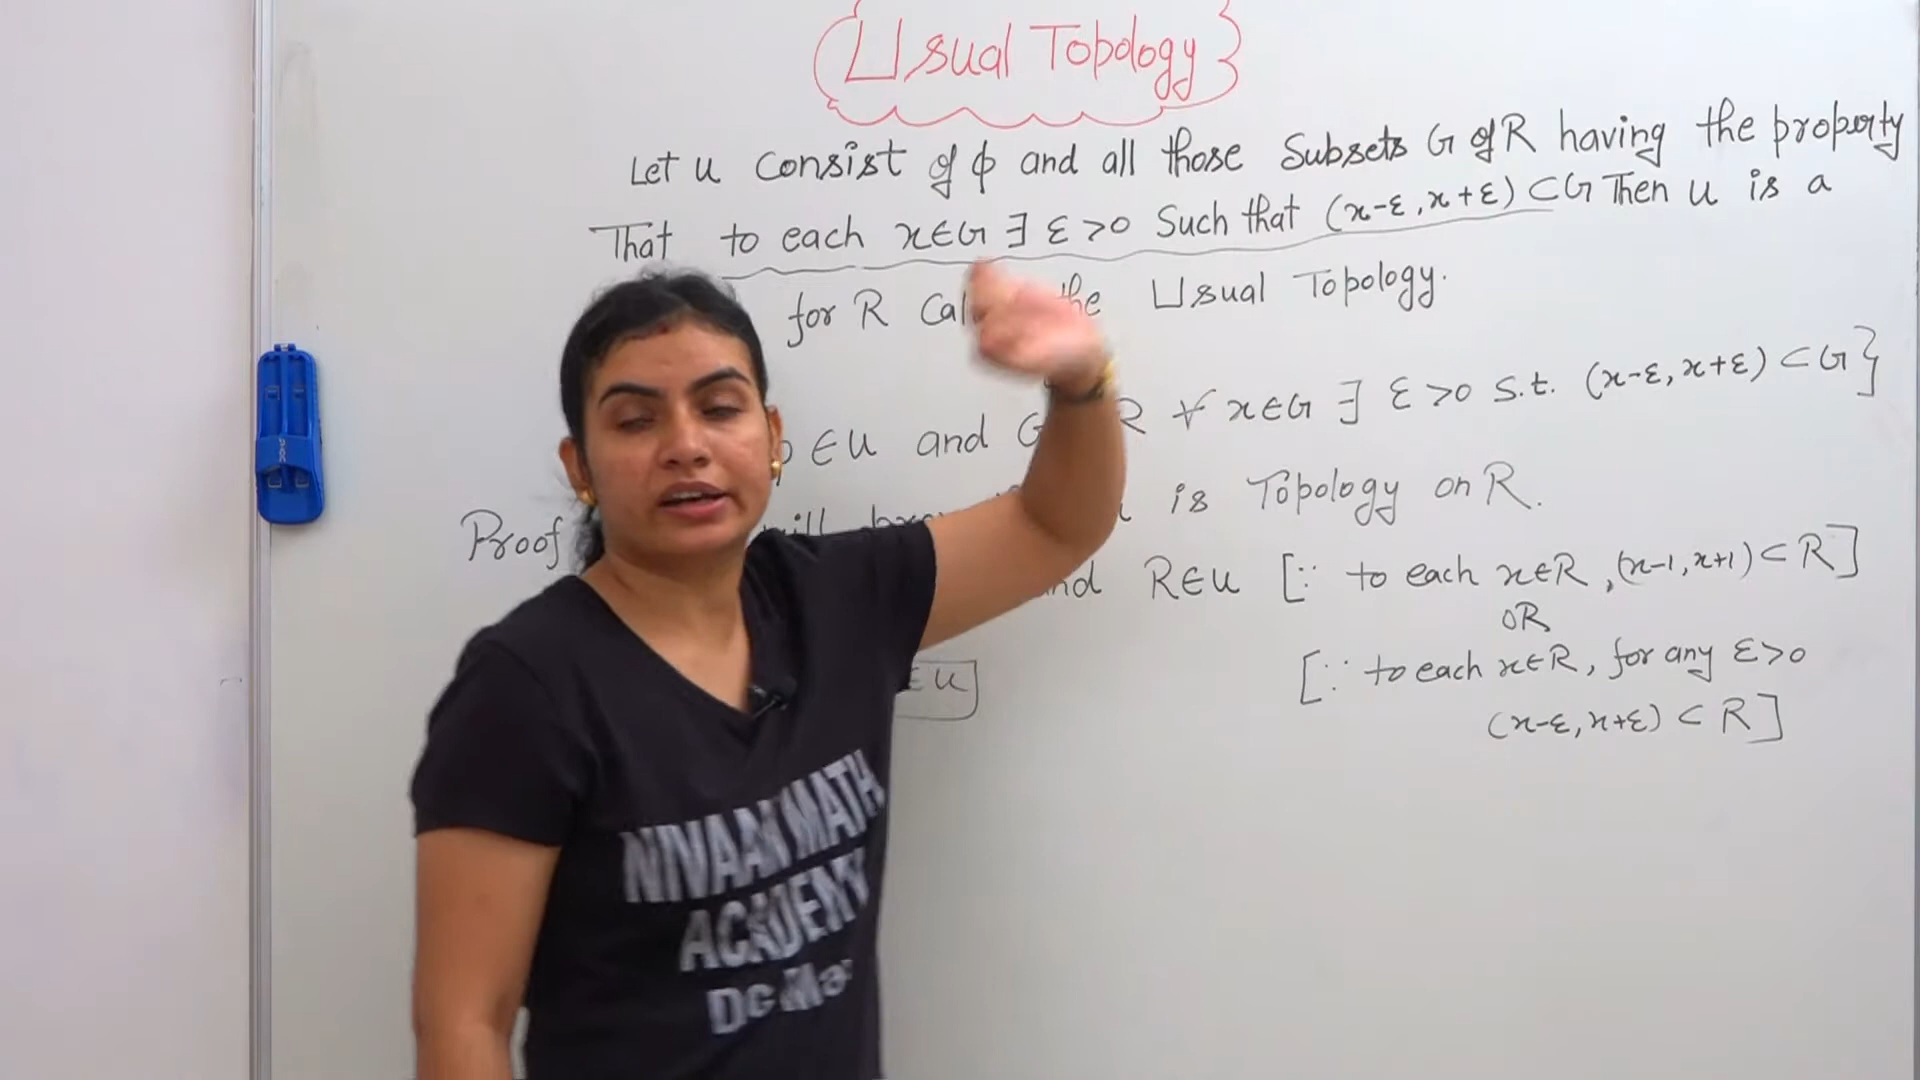 Usual Topology
Let U consist of φ and all those Subsets G of R having the property
That to each x∈G ∃ ε>0 Such that (x-ε, x+ε) ⊂G Then U is a
for R the Usual Topology.
∈U and ∀ x∈G ∃ ε>0 s.t. (x-ε, x+ε) ⊂ G}
Proof is Topology on R.
R∈U [∵ to each x∈R, (x-1, x+1) ⊂ R]
OR
[∵ to each x∈R, for any ε>0
∈U
(x-ε, x+ε) ⊂ R]
NIVAAN MATH
ACADEMY